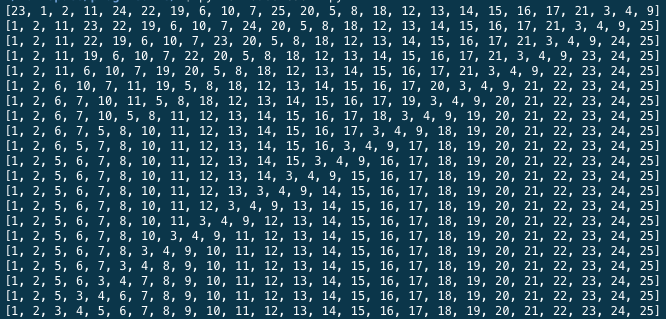 [23, 1, 2, 11, 24, 22, 19, 6, 10, 7, 25, 20, 5, 8, 18, 12, 13, 14, 15, 16, 17, 21, 3, 4, 9]
[1, 2, 11, 23, 22, 19, 6, 10, 7, 24, 20, 5, 8, 18, 12, 13, 14, 15, 16, 17, 21, 3, 4, 9, 25]
[1, 2, 11, 22, 19, 6, 10, 7, 23, 20, 5, 8, 18, 12, 13, 14, 15, 16, 17, 21, 3, 4, 9, 24, 25]
[1, 2, 11, 19, 6, 10, 7, 22, 20, 5, 8, 18, 12, 13, 14, 15, 16, 17, 21, 3, 4, 9, 23, 24, 25]
[1, 2, 11, 6, 10, 7, 19, 20, 5, 8, 18, 12, 13, 14, 15, 16, 17, 21, 3, 4, 9, 22, 23, 24, 25]
[1, 2, 6, 10, 7, 11, 19, 5, 8, 18, 12, 13, 14, 15, 16, 17, 20, 3, 4, 9, 21, 22, 23, 24, 25]
[1, 2, 6, 7, 10, 11, 5, 8, 18, 12, 13, 14, 15, 16, 17, 19, 3, 4, 9, 20, 21, 22, 23, 24, 25]
[1, 2, 6, 7, 10, 5, 8, 11, 12, 13, 14, 15, 16, 17, 18, 3, 4, 9, 19, 20, 21, 22, 23, 24, 25]
[1, 2, 6, 7, 5, 8, 10, 11, 12, 13, 14, 15, 16, 17, 3, 4, 9, 18, 19, 20, 21, 22, 23, 24, 25]
[1, 2, 6, 5, 7, 8, 10, 11, 12, 13, 14, 15, 16, 3, 4, 9, 17, 18, 19, 20, 21, 22, 23, 24, 25]
[1, 2, 5, 6, 7, 8, 10, 11, 12, 13, 14, 15, 3, 4, 9, 16, 17, 18, 19, 20, 21, 22, 23, 24, 25]
[1, 2, 5, 6, 7, 8, 10, 11, 12, 13, 14, 3, 4, 9, 15, 16, 17, 18, 19, 20, 21, 22, 23, 24, 25]
[1, 2, 5, 6, 7, 8, 10, 11, 12, 13, 3, 4, 9, 14, 15, 16, 17, 18, 19, 20, 21, 22, 23, 24, 25]
[1, 2, 5, 6, 7, 8, 10, 11, 12, 3, 4, 9, 13, 14, 15, 16, 17, 18, 19, 20, 21, 22, 23, 24, 25]
[1, 2, 5, 6, 7, 8, 10, 11, 3, 4, 9, 12, 13, 14, 15, 16, 17, 18, 19, 20, 21, 22, 23, 24, 25]
[1, 2, 5, 6, 7, 8, 10, 3, 4, 9, 11, 12, 13, 14, 15, 16, 17, 18, 19, 20, 21, 22, 23, 24, 25]
[1, 2, 5, 6, 7, 8, 3, 4, 9, 10, 11, 12, 13, 14, 15, 16, 17, 18, 19, 20, 21, 22, 23, 24, 25]
[1, 2, 5, 6, 7, 3, 4, 8, 9, 10, 11, 12, 13, 14, 15, 16, 17, 18, 19, 20, 21, 22, 23, 24, 25]
[1, 2, 5, 6, 3, 4, 7, 8, 9, 10, 11, 12, 13, 14, 15, 16, 17, 18, 19, 20, 21, 22, 23, 24, 25]
[1, 2, 5, 3, 4, 6, 7, 8, 9, 10, 11, 12, 13, 14, 15, 16, 17, 18, 19, 20, 21, 22, 23, 24, 25]
[1, 2, 3, 4, 5, 6, 7, 8, 9, 10, 11, 12, 13, 14, 15, 16, 17, 18, 19, 20, 21, 22, 23, 24, 25]